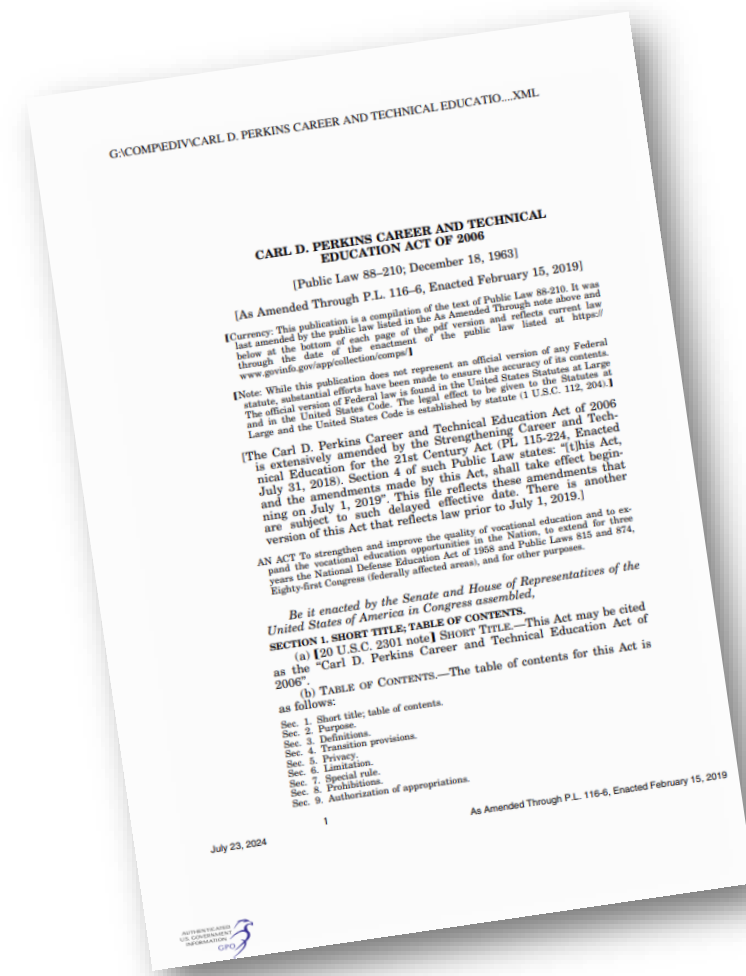 G:\COMP\EDIV\CARL D. PERKINS CAREER AND TECHNICAL EDUCATIO....XML
CARL D. PERKINS CAREER AND TECHNICAL
EDUCATION ACT OF 2006
[Public Law 88–210; December 18, 1963]
[As Amended Through P.L. 116–6, Enacted February 15, 2019]
【Currency: This publication is a compilation of the text of Public Law 88-210. It was
last amended by the public law listed in the As Amended Through note above and
below at the bottom of each page of the pdf version and reflects current law
through the date of the enactment of the public law listed at https://
www.govinfo.gov/app/collection/comps/】
【Note: While this publication does not represent an official version of any Federal
statute, substantial efforts have been made to ensure the accuracy of its contents.
The official version of Federal law is found in the United States Statutes at Large
and in the United States Code. The legal effect to be given to the Statutes at
Large and the United States Code is established by statute (1 U.S.C. 112, 204).】
[The Carl D. Perkins Career and Technical Education Act of 2006
is extensively amended by the Strengthening Career and Tech-
nical Education for the 21st Century Act (PL 115-224, Enacted
July 31, 2018). Section 4 of such Public Law states: “[t]his Act,
and the amendments made by this Act, shall take effect begin-
ning on July 1, 2019”. This file reflects these amendments that
are subject to such delayed effective date. There is another
version of this Act that reflects law prior to July 1, 2019.]
AN ACT To strengthen and improve the quality of vocational education and to ex-
pand the vocational education opportunities in the Nation, to extend for three
years the National Defense Education Act of 1958 and Public Laws 815 and 874,
Eighty-first Congress (federally affected areas), and for other purposes.
Be it enacted by the Senate and House of Representatives of the
United States of America in Congress assembled,
SECTION 1. SHORT TITLE; TABLE OF CONTENTS.
(a) 【20 U.S.C. 2301 note】 SHORT TITLE.—This Act may be cited
as the “Carl D. Perkins Career and Technical Education Act of
2006”.
(b) TABLE OF CONTENTS.—The table of contents for this Act is
as follows:
Sec. 1. Short title; table of contents.
Sec. 2. Purpose.
Sec. 3. Definitions.
Sec. 4. Transition provisions.
Sec. 5. Privacy.
Sec. 6. Limitation.
Sec. 7. Special rule.
Sec. 8. Prohibitions.
Sec. 9. Authorization of appropriations.
1
July 23, 2024
As Amended Through P.L. 116-6, Enacted February 15, 2019
AUTHENTICATED
U.S. GOVERNMENT
INFORMATION
GPO